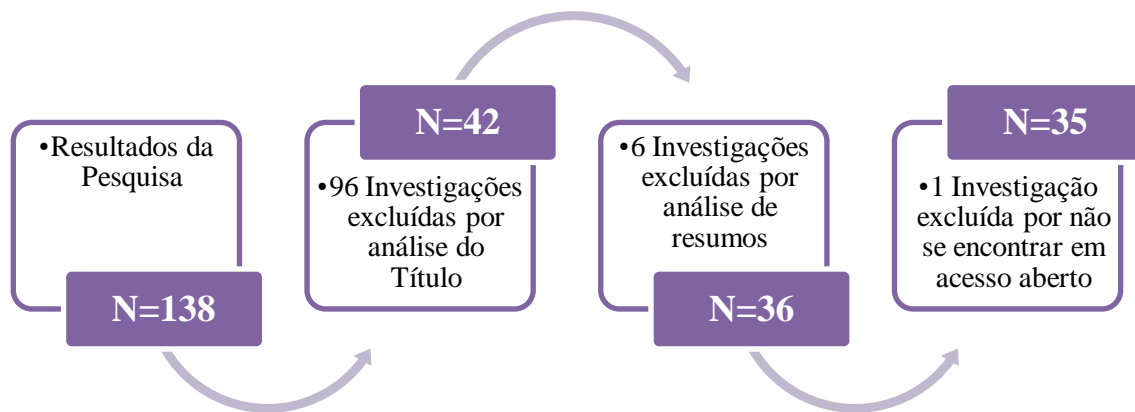 •Resultados da
Pesquisa
N=138
N=42
•96 Investigações
excluídas por
análise do
Título
•6 Investigações
excluídas por
análise de
resumos
N=36
N=35
•1 Investigação
excluída por não
se encontrar em
acesso aberto